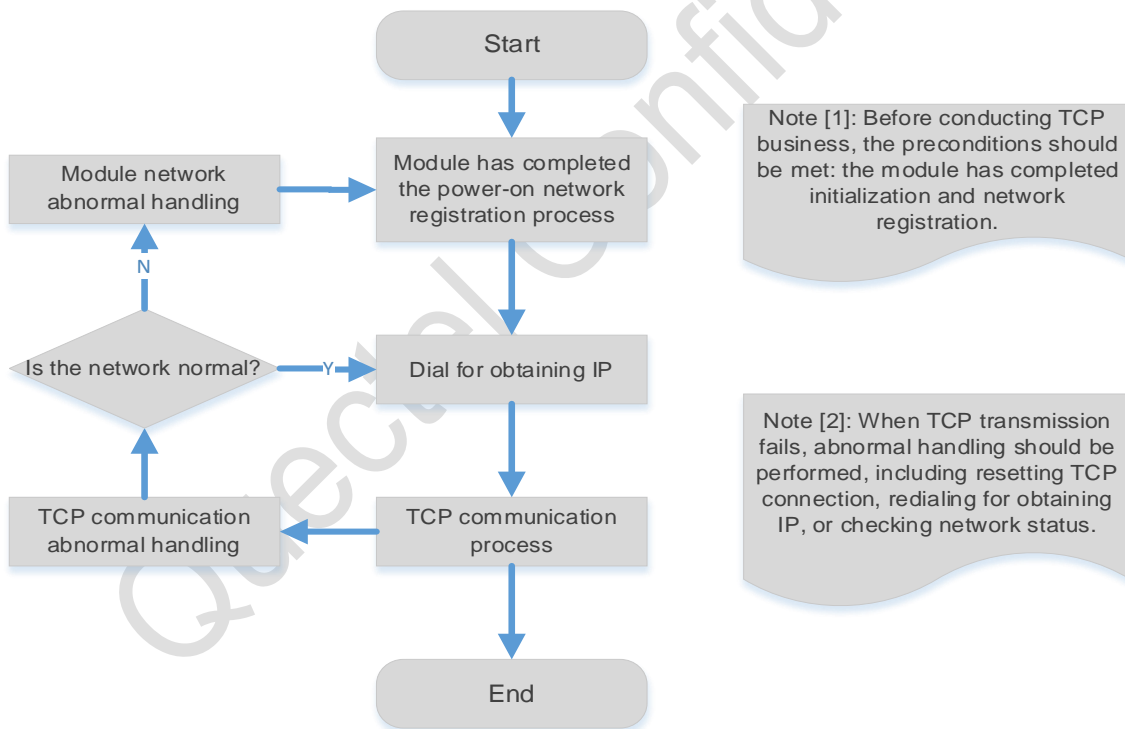 Start
Note [1]: Before conducting TCP
business, the preconditions should
be met: the module has completed
initialization and network
registration.
Module network
abnormal handling
Module has completed
the power-on network
registration process
N
Is the network normal?
Y
Dial for obtaining IP
Note [2]: When TCP transmission
fails, abnormal handling should be
performed, including resetting TCP
connection, redialing for obtaining
IP, or checking network status.
TCP communication
abnormal handling
TCP communication
process
End
Quectel Confid